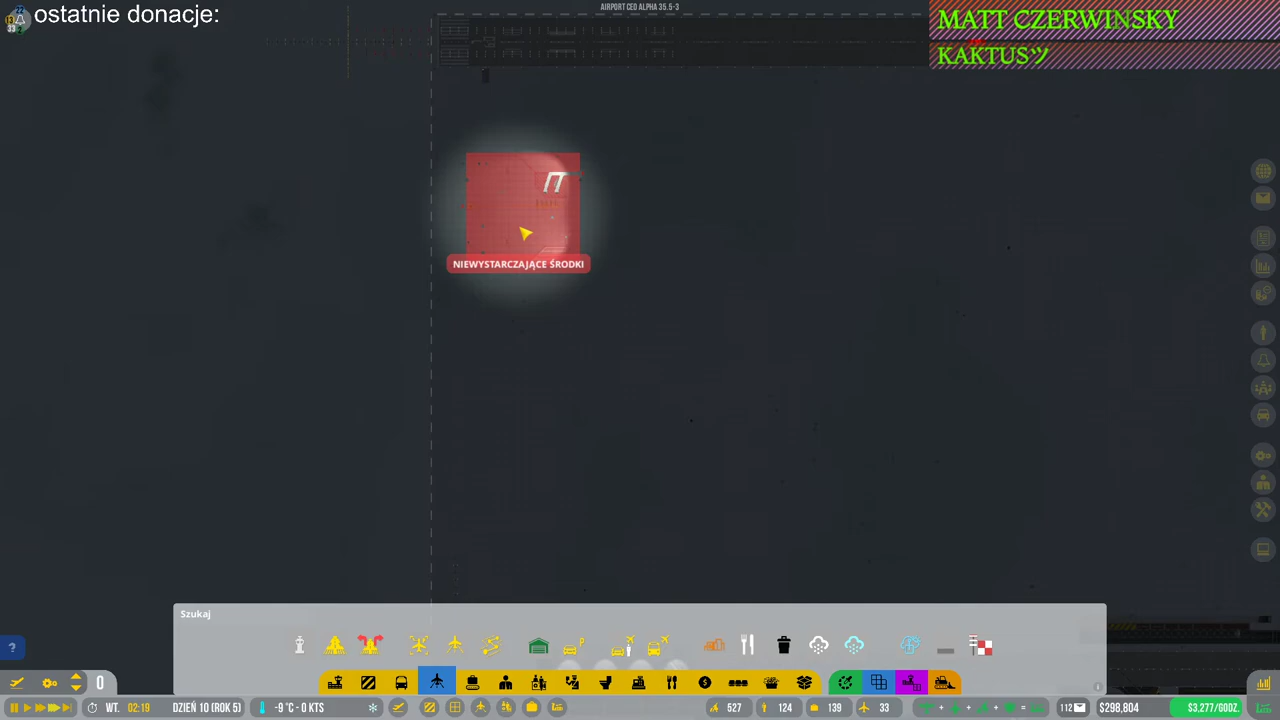 ostatnie donacje:
AIRPORT CEO ALPHA 35.5-3
MATT CZERWINSKY
KAKTUSツ
22
33
NIEWYSTARCZAJĄCE ŚRODKI
Szukaj
?
0
WT. 02:19 DZIEŃ 10 (ROK 5) -9 °C - 0 KTS
527 124 139 33
112 $298,804 $3,277/GODZ.